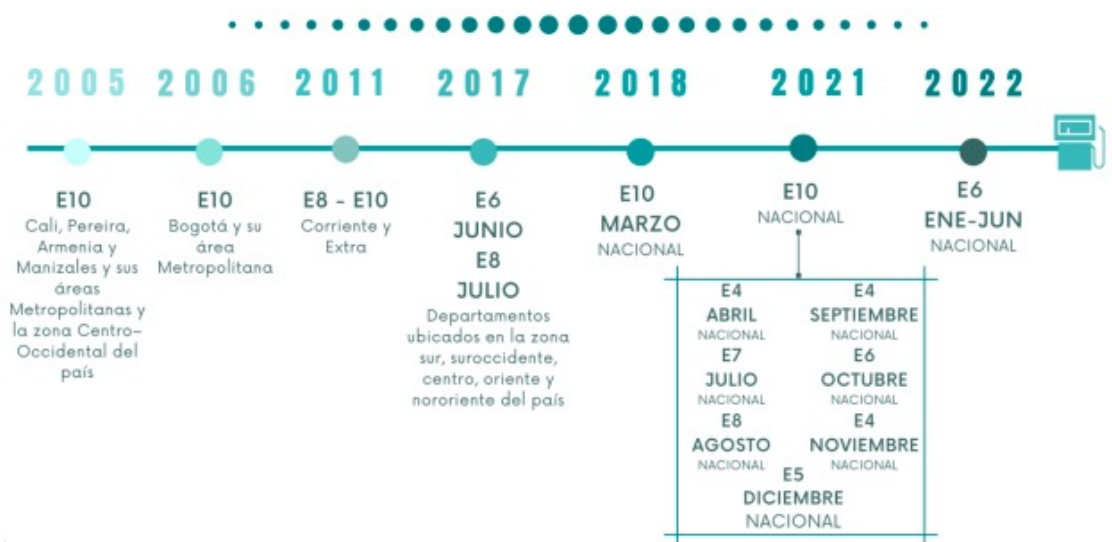 2005
2006
2011
2017
2018
2021
2022
E10
Cali, Pereira,
Armenia y
Manizales y sus
áreas
Metropolitanas y
la zona Centro-
Occidental del
país
E10
Bogotá y su
área
Metropolitana
E8 - E10
Corriente y
Extra
E6
JUNIO
E8
JULIO
Departamentos
ubicados en la zona
sur, suroccidente,
centro, oriente y
nororiente del país
E10
MARZO
NACIONAL
E10
NACIONAL
E4
ABRIL
NACIONAL
E7
JULIO
NACIONAL
E8
AGOSTO
NACIONAL
E4
SEPTIEMBRE
NACIONAL
E6
OCTUBRE
NACIONAL
E4
NOVIEMBRE
NACIONAL
E5
DICIEMBRE
NACIONAL
E6
ENE-JUN
NACIONAL